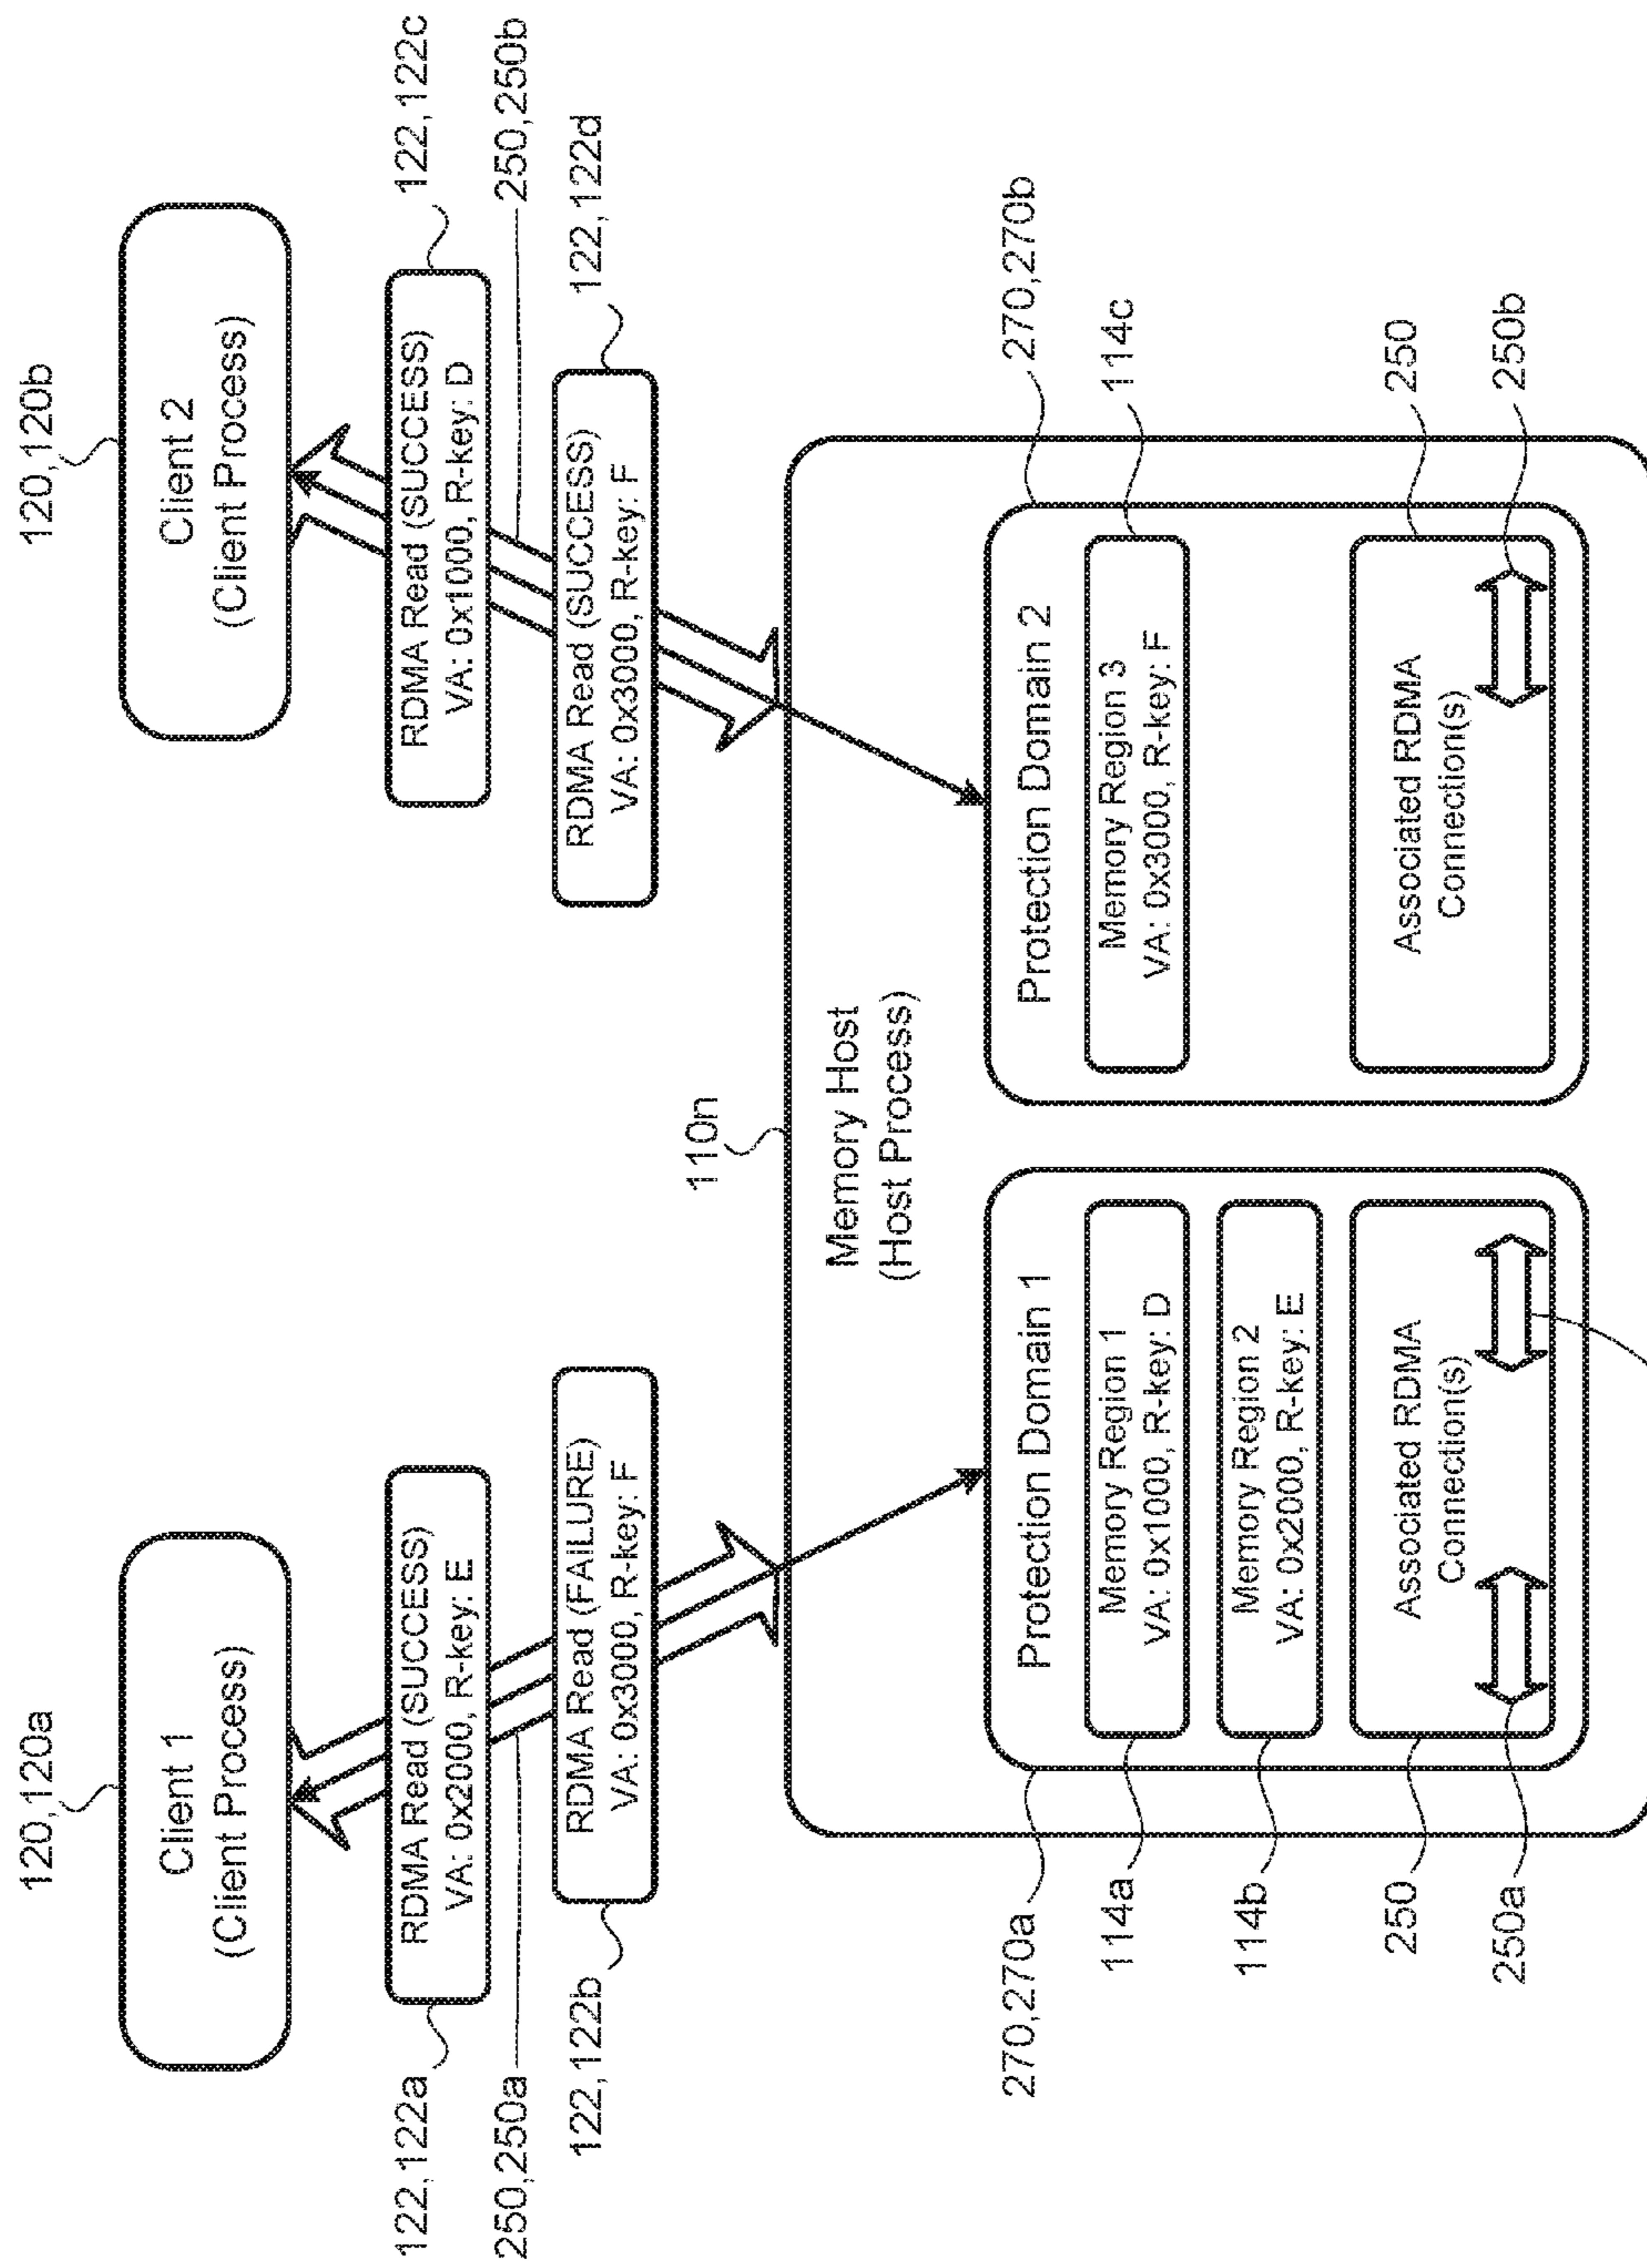 120,120a
120,120b
Client 1
(Client Process)
Client 2
(Client Process)
122,122a
RDMA Read (SUCCESS)
VA: 0x2000, R-key: E
RDMA Read (SUCCESS)
VA: 0x1000, R-key: D
122,122c
250,250a
250,250b
122,122b
RDMA Read (FAILURE)
VA: 0x3000, R-key: F
RDMA Read (SUCCESS)
VA: 0x3000, R-key: F
122,122d
110n
Memory Host
(Host Process)
270,270a
270,270b
Protection Domain 1
Protection Domain 2
114a
Memory Region 1
VA: 0x1000, R-key: D
Memory Region 3
VA: 0x3000, R-key: F
114c
114b
Memory Region 2
VA: 0x2000, R-key: E
250
Associated RDMA
Connection(s)
Associated RDMA
Connection(s)
250
250a
250b